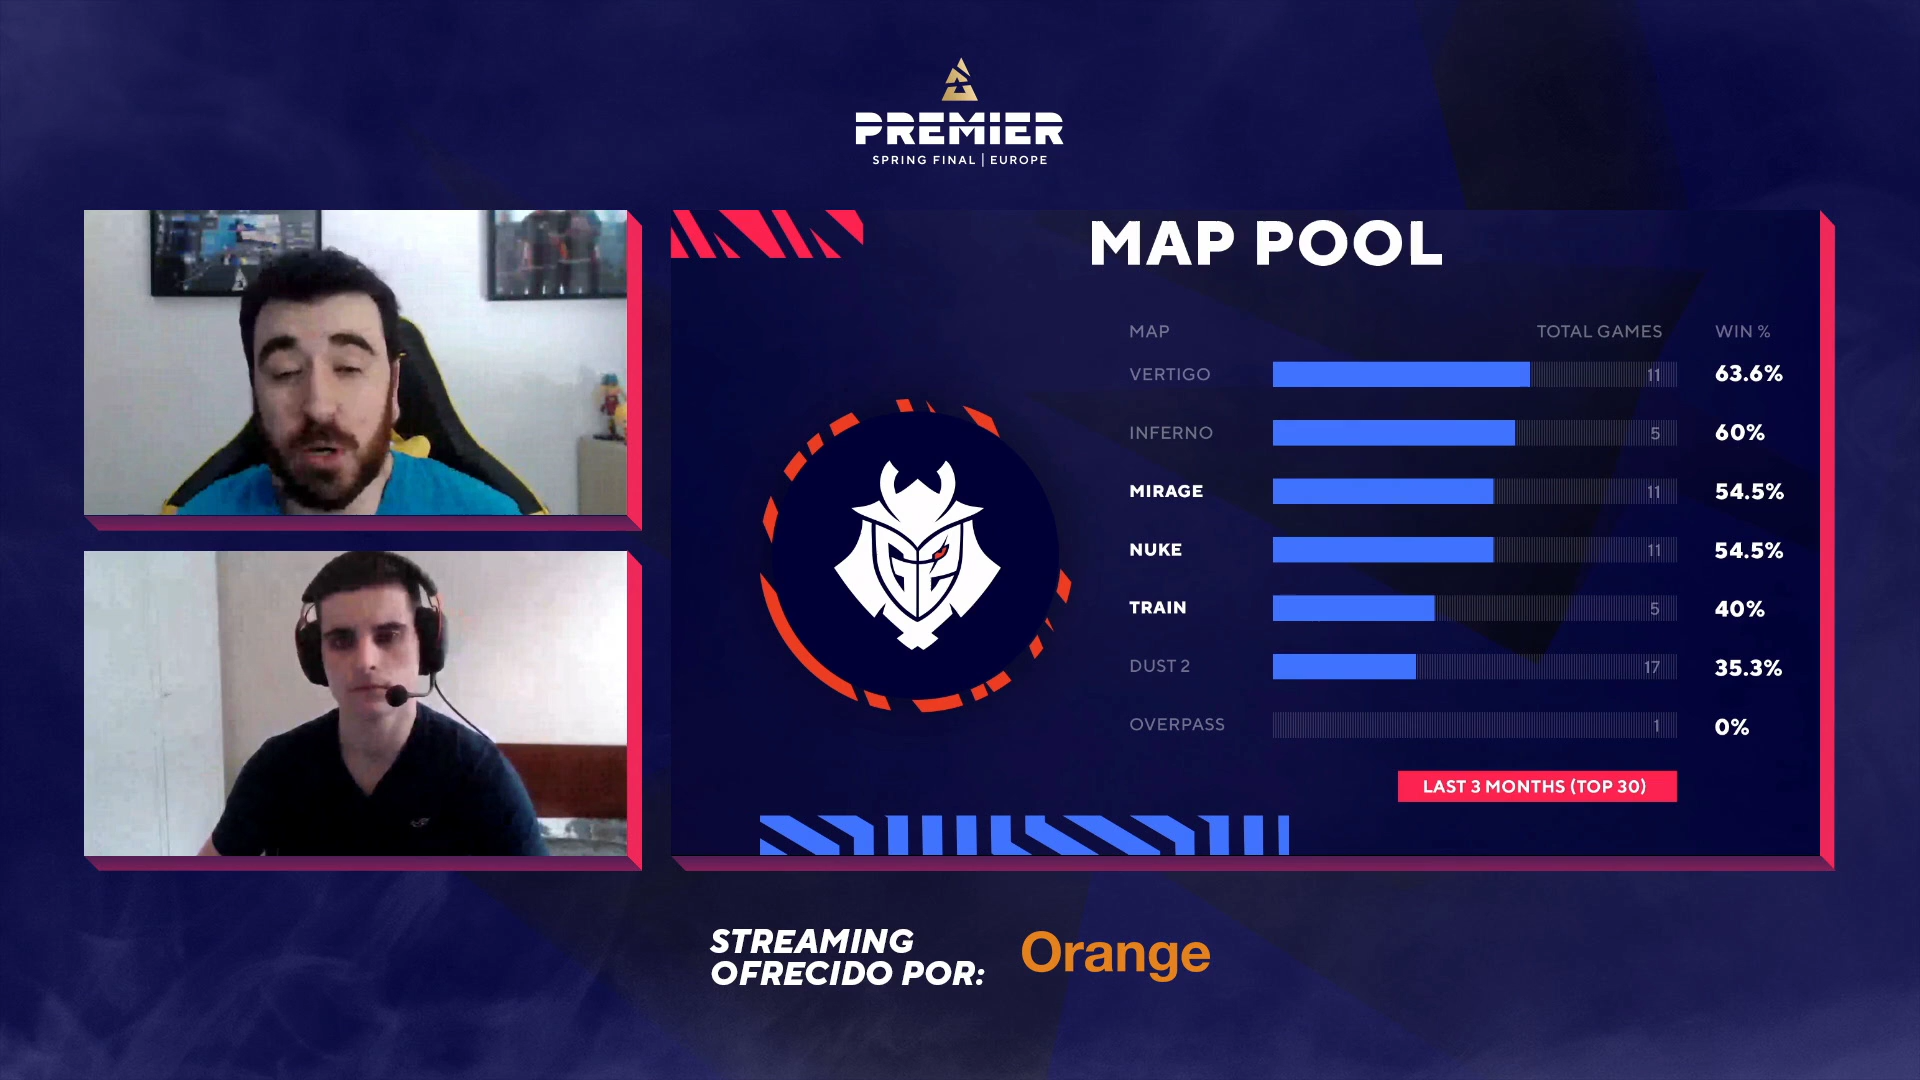 PREMIER
SPRING FINAL | EUROPE
MAP POOL
MAP TOTAL GAMES WIN %
VERTIGO 11 63.6%
INFERNO 5 60%
MIRAGE 11 54.5%
NUKE 11 54.5%
TRAIN 5 40%
DUST 2 17 35.3%
OVERPASS 1 0%
LAST 3 MONTHS (TOP 30)
G2
STREAMING
OFRECIDO POR:
Orange